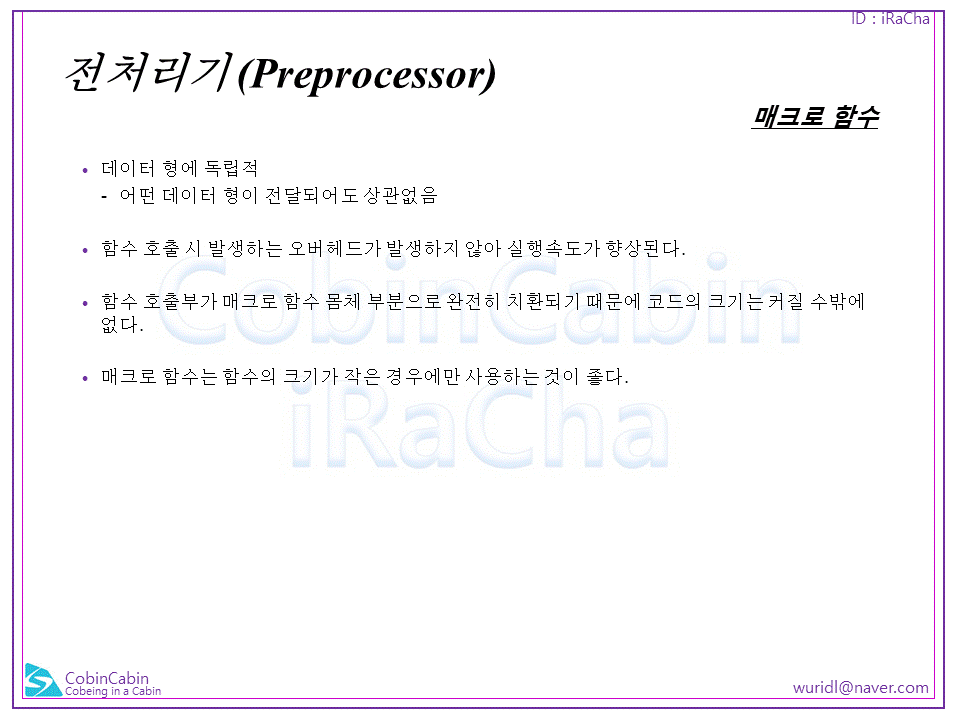 ID : iRaCha
전처리기(Preprocessor)
매크로 함수
• 데이터 형에 독립적
- 어떤 데이터 형이 전달되어도 상관없음
• 함수 호출 시 발생하는 오버헤드가 발생하지 않아 실행속도가 향상된다.
• 함수 호출부가 매크로 함수 몸체 부분으로 완전히 치환되기 때문에 코드의 크기는 커질 수밖에
없다.
• 매크로 함수는 함수의 크기가 작은 경우에만 사용하는 것이 좋다.
CobinCabin
iRaCha
CobinCabin
Cobeing in a Cabin
wuridl@naver.com